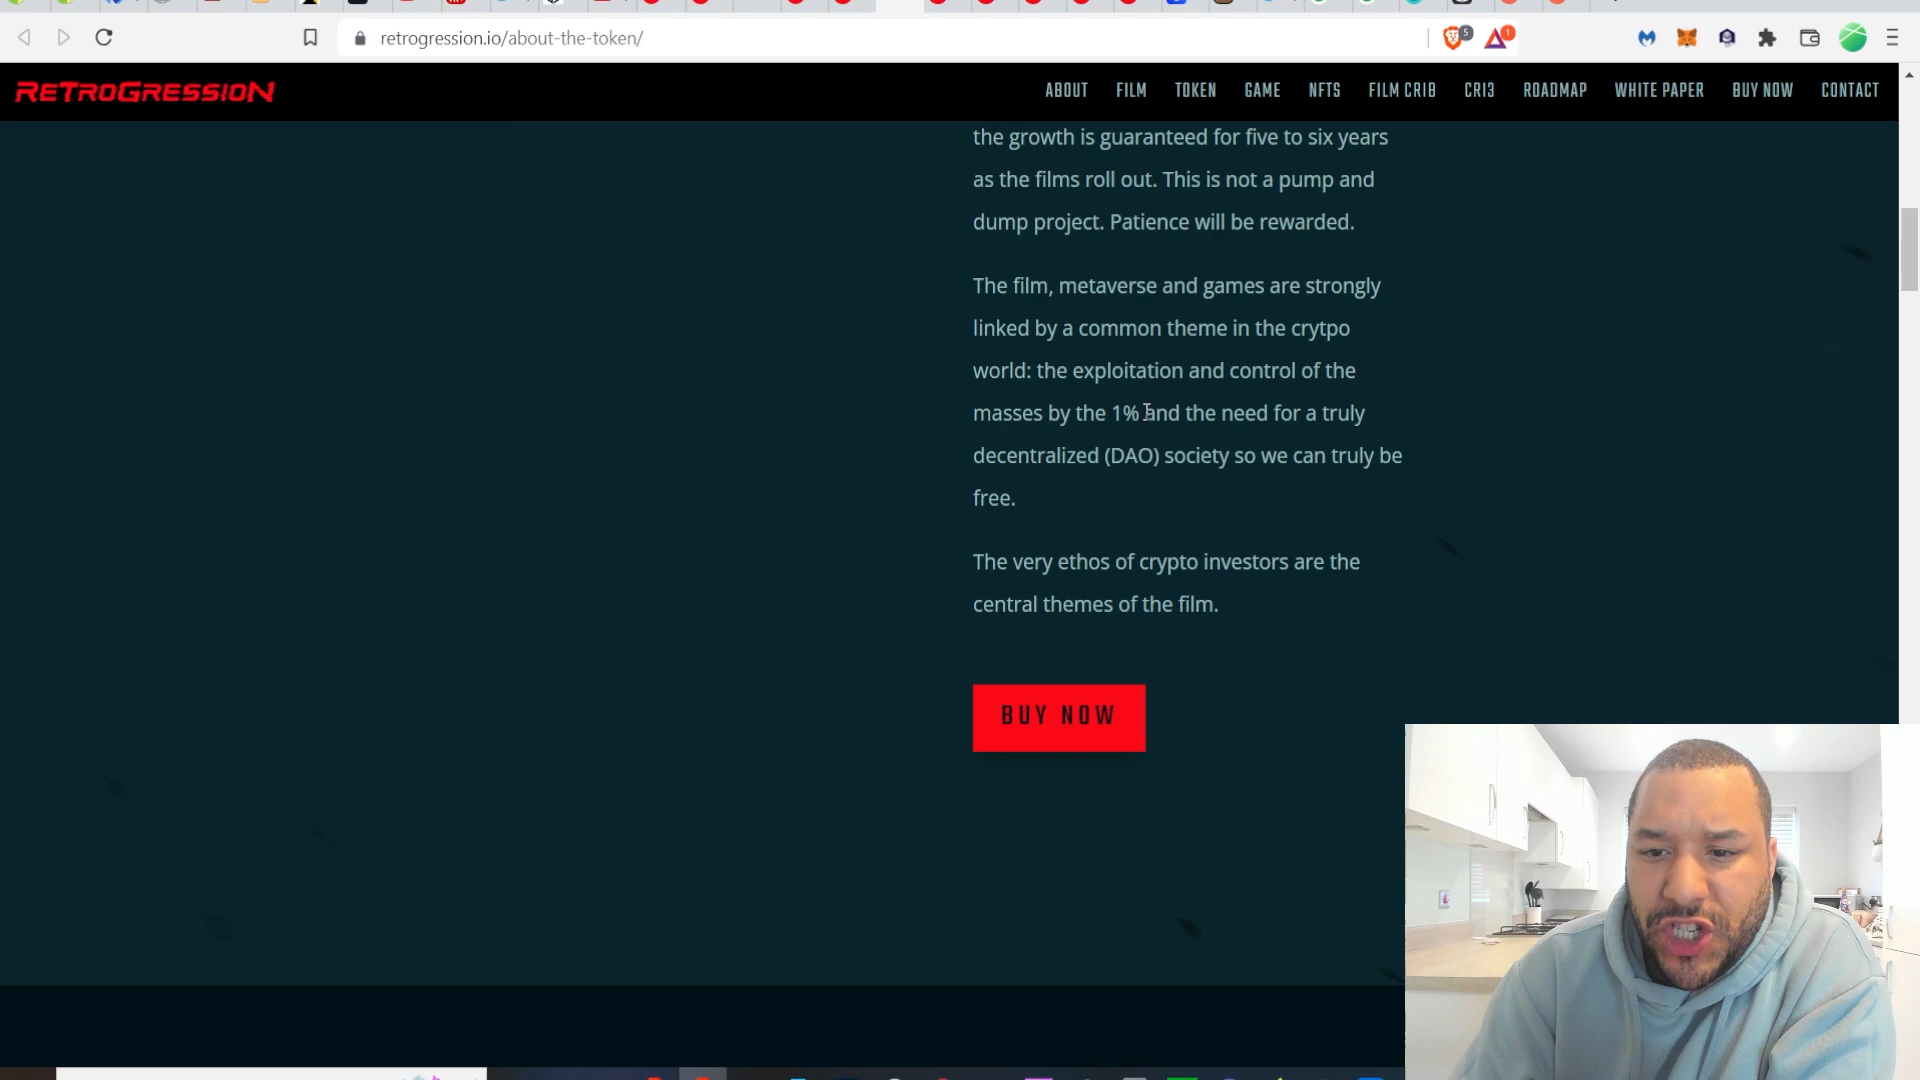 5
1
retrogression.io/about-the-token/
ReTRoGRessioN
ABOUT FILM TOKEN GAME NFTS FILM CRIB CRI3 ROADMAP WHITE PAPER BUY NOW CONTACT
the growth is guaranteed for five to six years
as the films roll out. This is not a pump and
dump project. Patience will be rewarded.
The film, metaverse and games are strongly
linked by a common theme in the crytpo
world: the exploitation and control of the
masses by the 1% and the need for a truly
decentralized (DAO) society so we can truly be
free.
The very ethos of crypto investors are the
central themes of the film.
BUY NOW